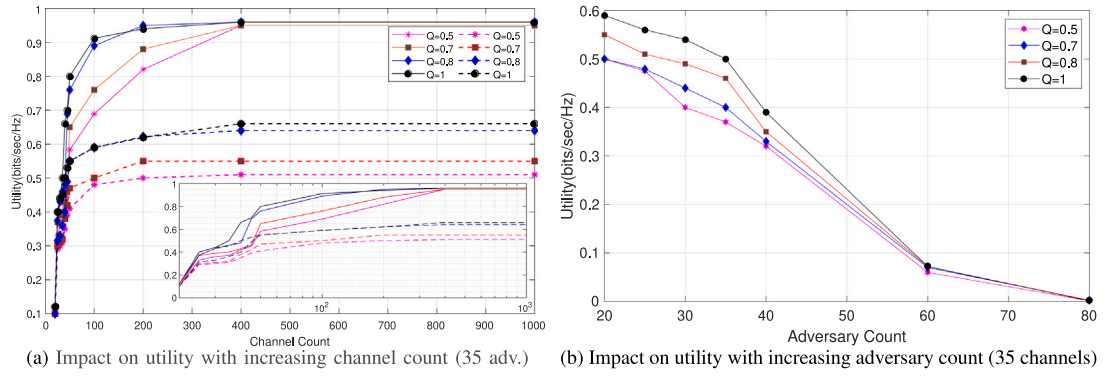 1
0.9
0.8
0.7
0.6
0.5
0.4
0.3
0.2
0.1
Utility(bits/sec/Hz)
Q=0.5 Q=0.5
Q=0.7 Q=0.7
Q=0.8 Q=0.8
Q=1 Q=1
1
0.8
0.6
0.4
0.2
0
10² 10³
0 100 200 300 400 500 600 700 800 900 1000
Channel Count
(a) Impact on utility with increasing channel count (35 adv.)
0.6
0.5
0.4
0.3
0.2
0.1
0
Utility(bits/sec/Hz)
Q=0.5
Q=0.7
Q=0.8
Q=1
20 30 40 50 60 70 80
Adversary Count
(b) Impact on utility with increasing adversary count (35 channels)